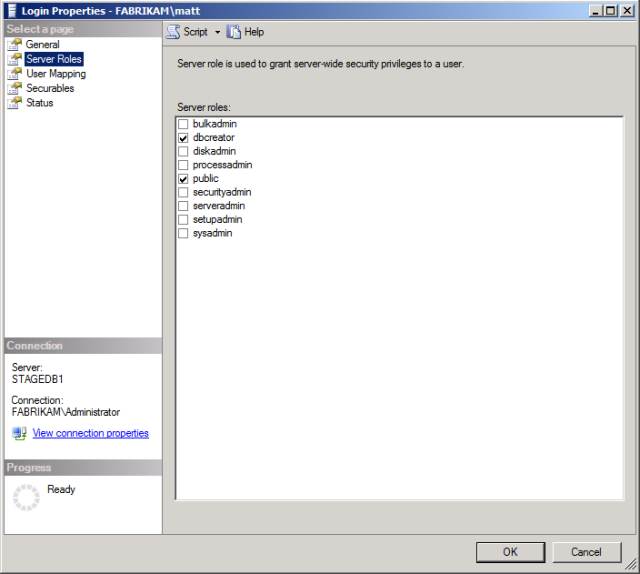 Login Properties - FABRIKAM\matt
Select a page
General
Server Roles
User Mapping
Securables
Status
Script Help
Server role is used to grant server-wide security privileges to a user.
Server roles:
bulkadmin
dbcreator
diskadmin
processadmin
public
securityadmin
serveradmin
setupadmin
sysadmin
Connection
Server:
STAGEDB1
Connection:
FABRIKAM\Administrator
View connection properties
Progress
Ready
OK Cancel